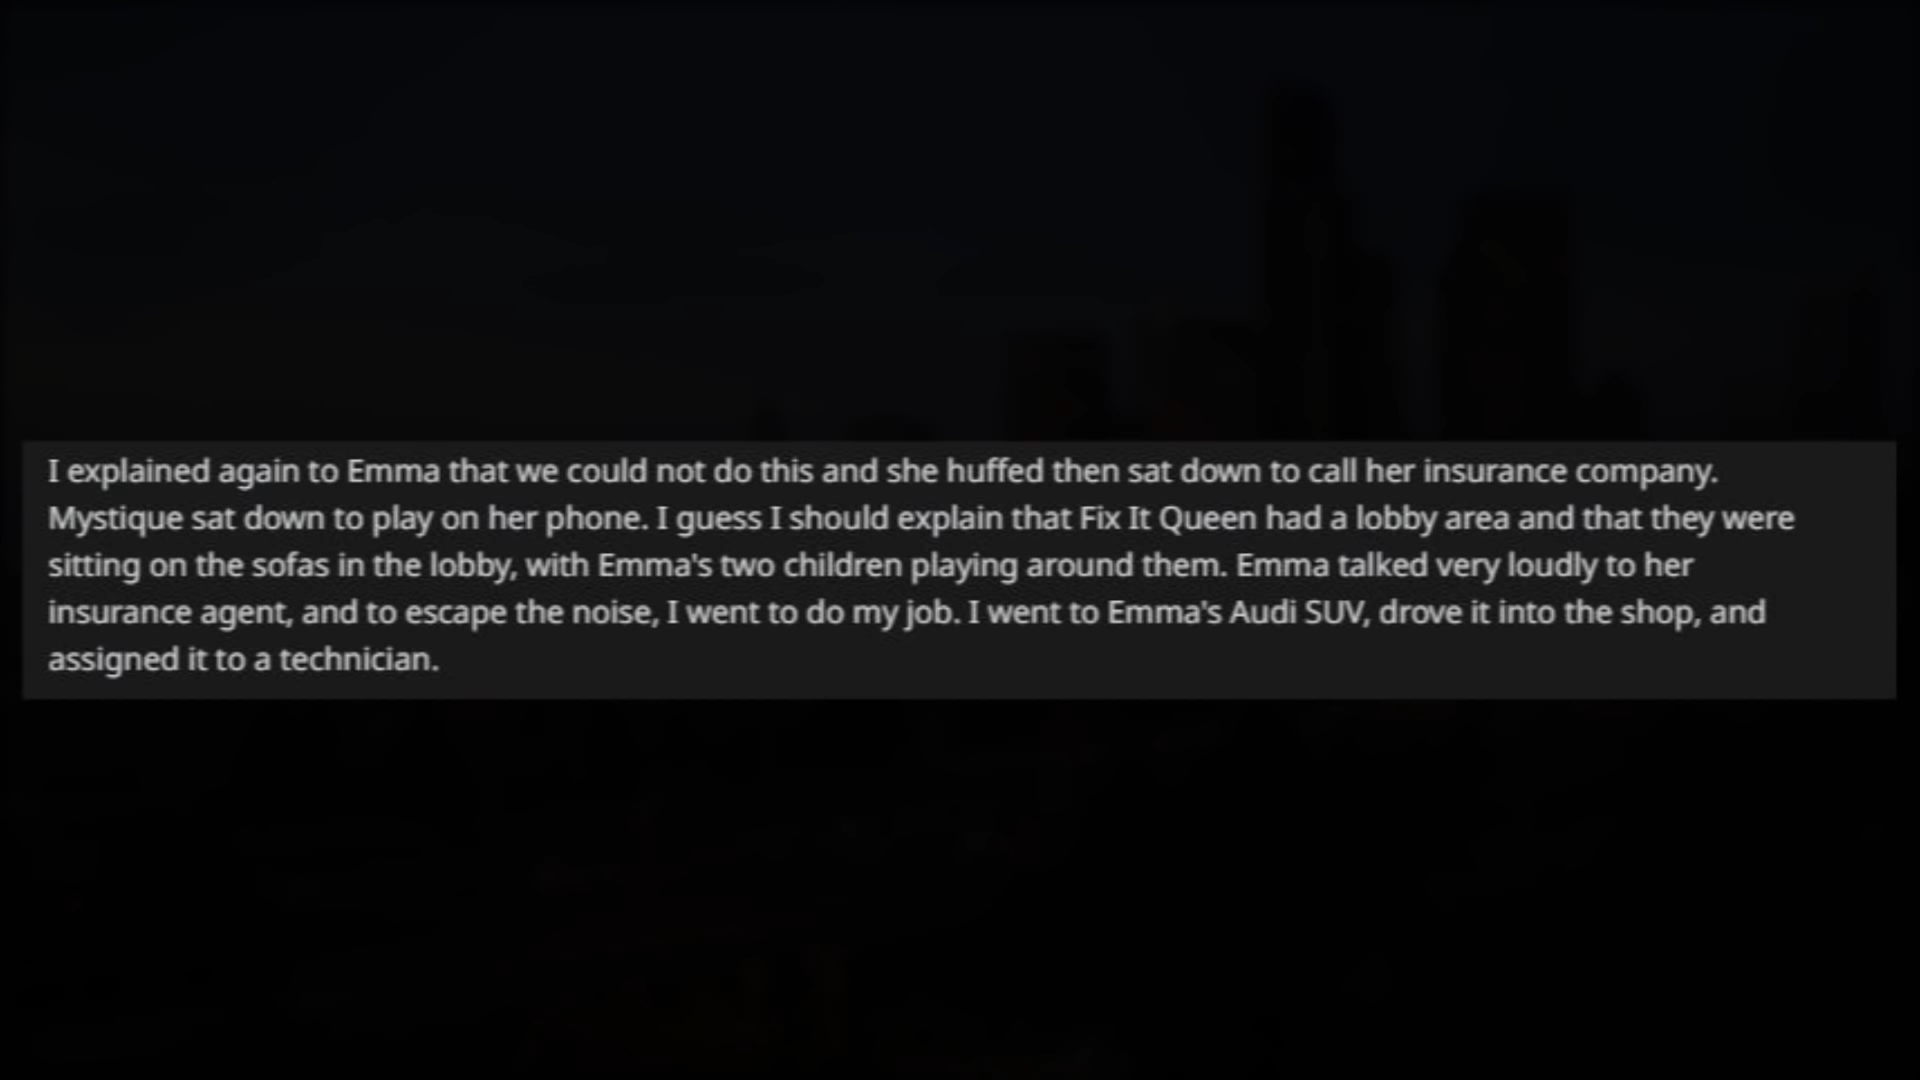 I explained again to Emma that we could not do this and she huffed then sat down to call her insurance company.
Mystique sat down to play on her phone. I guess I should explain that Fix It Queen had a lobby area and that they were
sitting on the sofas in the lobby, with Emma's two children playing around them. Emma talked very loudly to her
insurance agent, and to escape the noise, I went to do my job. I went to Emma's Audi SUV, drove it into the shop, and
assigned it to a technician.